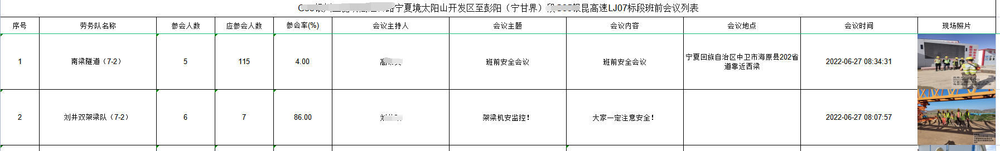 宁夏境太阳山开发区至彭阳（宁甘界）段 银昆高速LJ07标段班前会议列表
序号 劳务队名称 参会人数 应参会人数 参会率(%) 会议主持人 会议主题 会议内容 会议地点 会议时间 现场照片
1 南梁隧道（7-2） 5 115 4.00 班前安全会议 班前安全会议 宁夏回族自治区中卫市海原县202省
道靠近西梁 2022-06-27 08:34:31
2 刘井双架梁队（7-2） 6 7 86.00 架梁机安监控！ 大家一定注意安全！ 2022-06-27 08:07:57